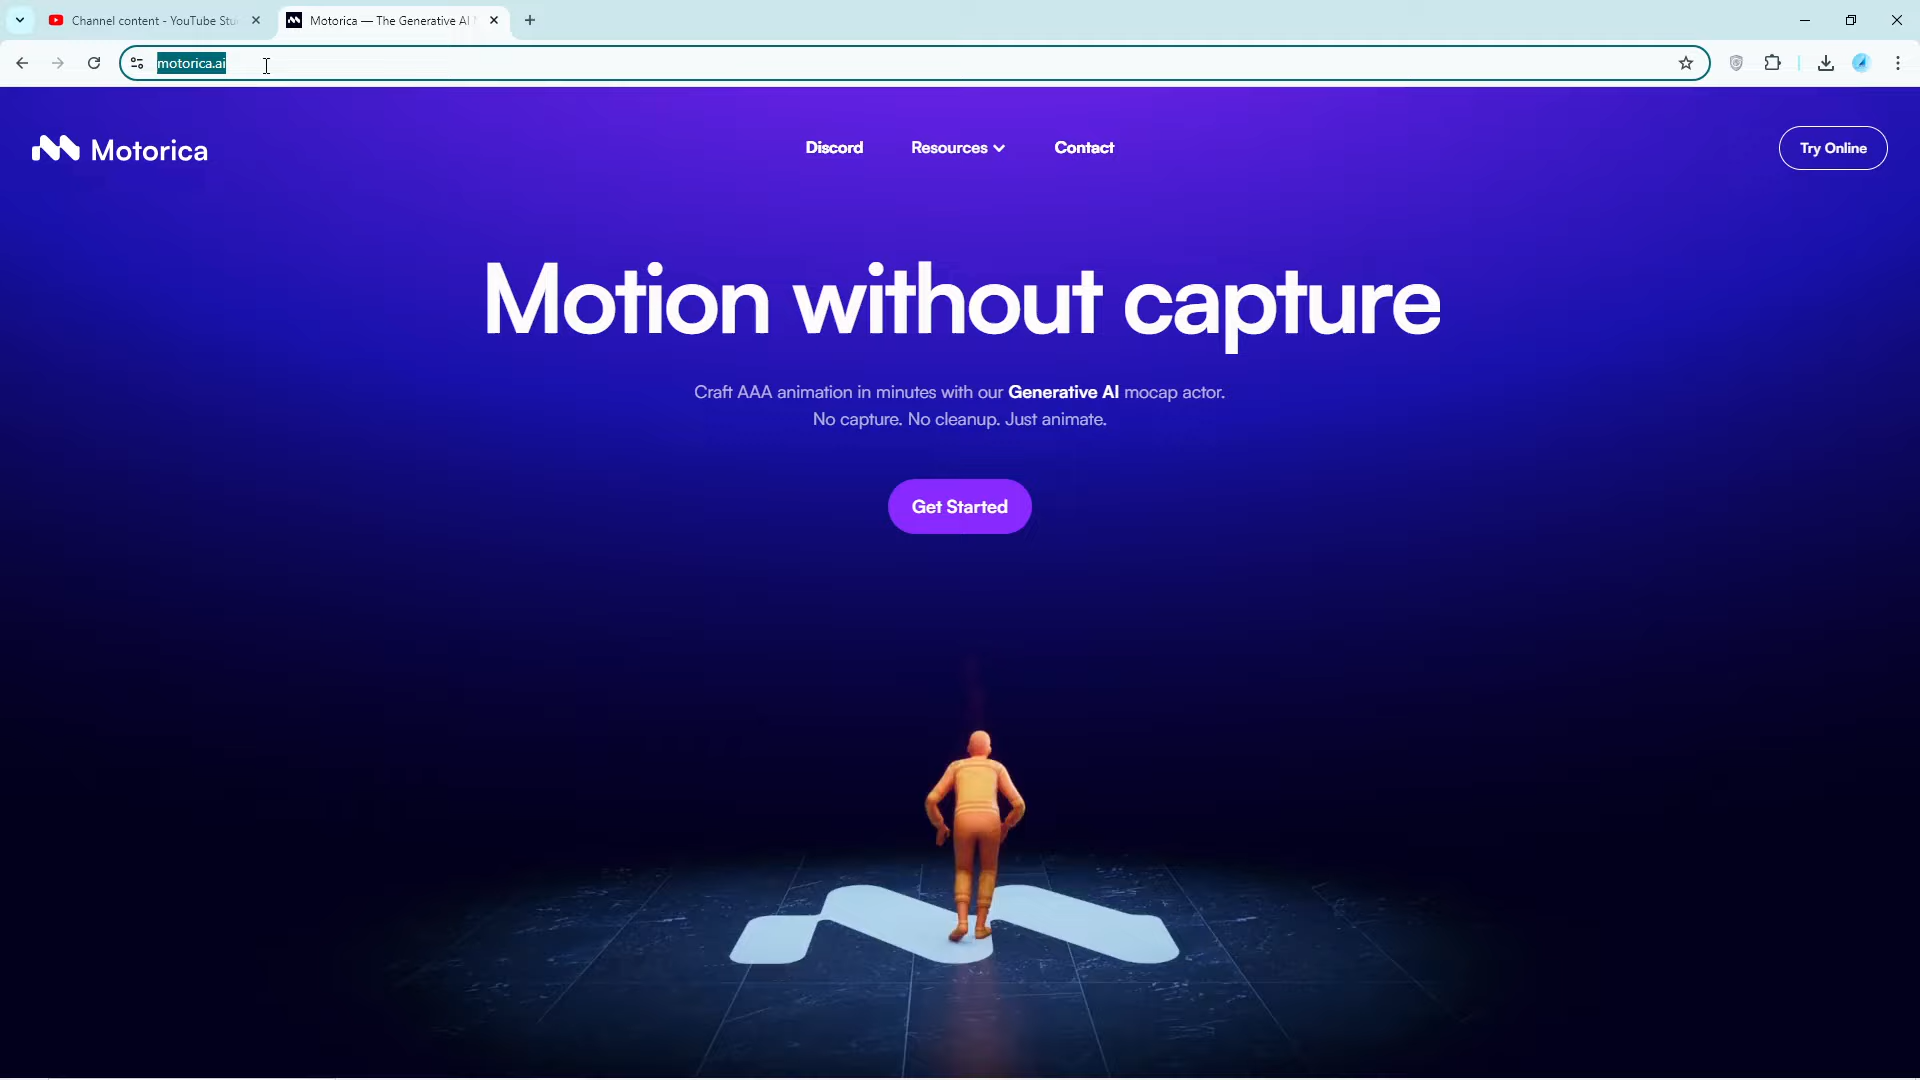 Channel content - YouTube Stu
Motorica — The Generative AI
motorica.ai
Motorica
Discord
Resources
Contact
Try Online
Motion without capture
Craft AAA animation in minutes with our Generative AI mocap actor.
No capture. No cleanup. Just animate.
Get Started